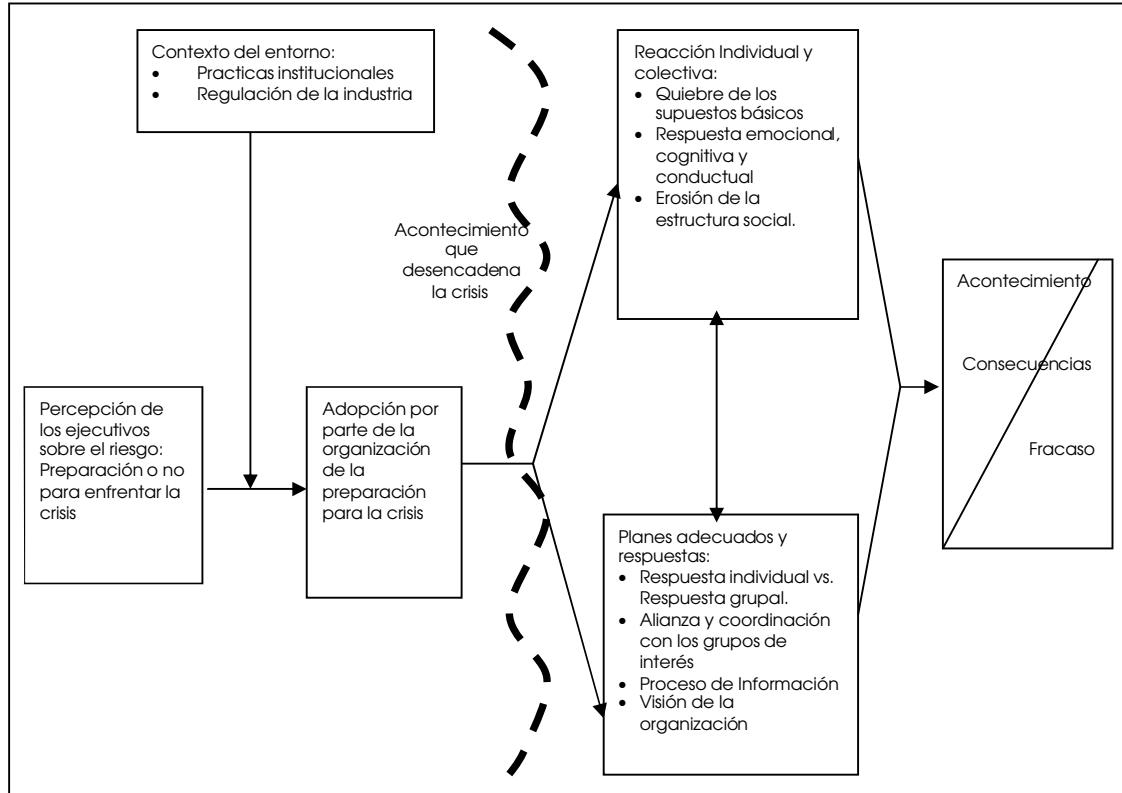 Contexto del entorno:
• Practicas institucionales
• Regulación de la industria
Percepción de
los ejecutivos
sobre el riesgo:
Preparación o no
para enfrentar la
crisis
Adopción por
parte de la
organización
de la
preparación
para la crisis
Acontecimiento
que
desencadena
la crisis
Reacción Individual y
colectiva:
• Quiebre de los
supuestos básicos
• Respuesta emocional,
cognitiva y
conductual
• Erosión de la
estructura social.
Planes adecuados y
respuestas:
• Respuesta individual vs.
Respuesta grupal.
• Alianza y coordinación
con los grupos de
interés
• Proceso de Información
• Visión de la
organización
Acontecimiento
Consecuencias
Fracaso